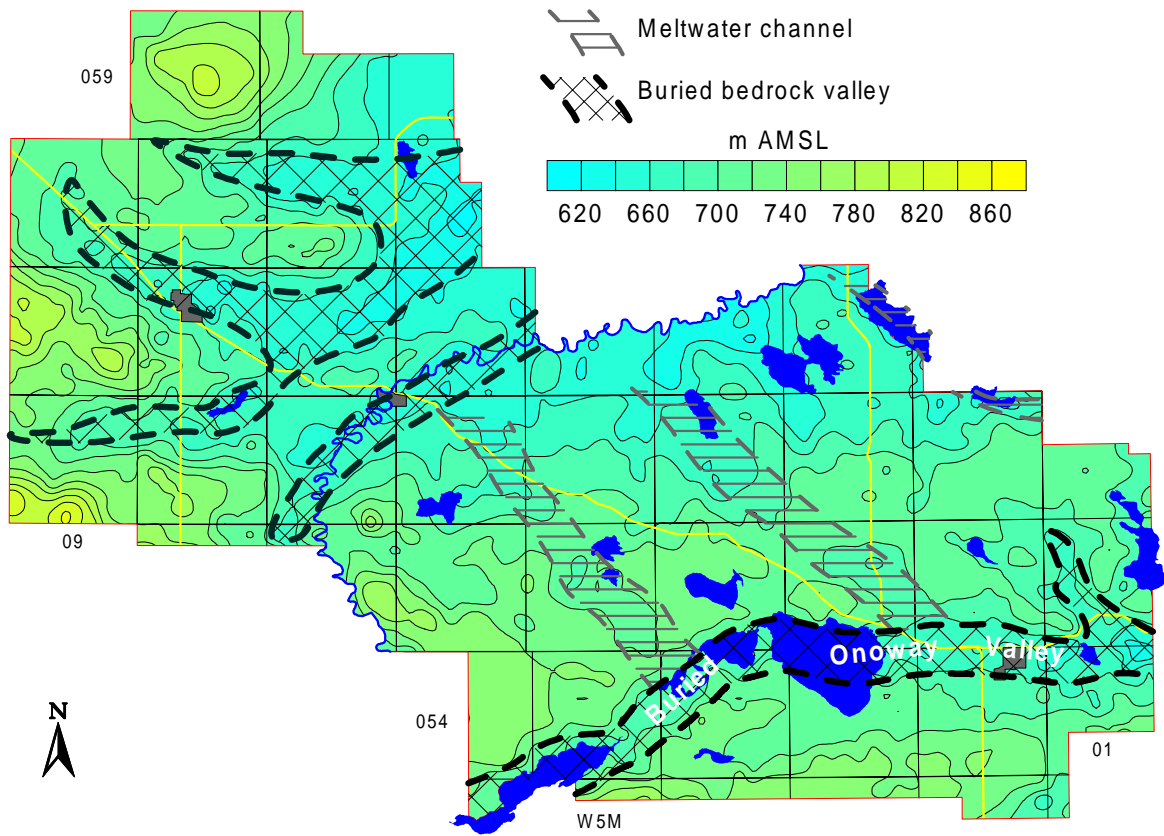 Meltwater channel
059
Buried bedrock valley
m AMSL
620 660 700 740 780 820 860
09
Buried Onoway Valley
N
054
01
W5M